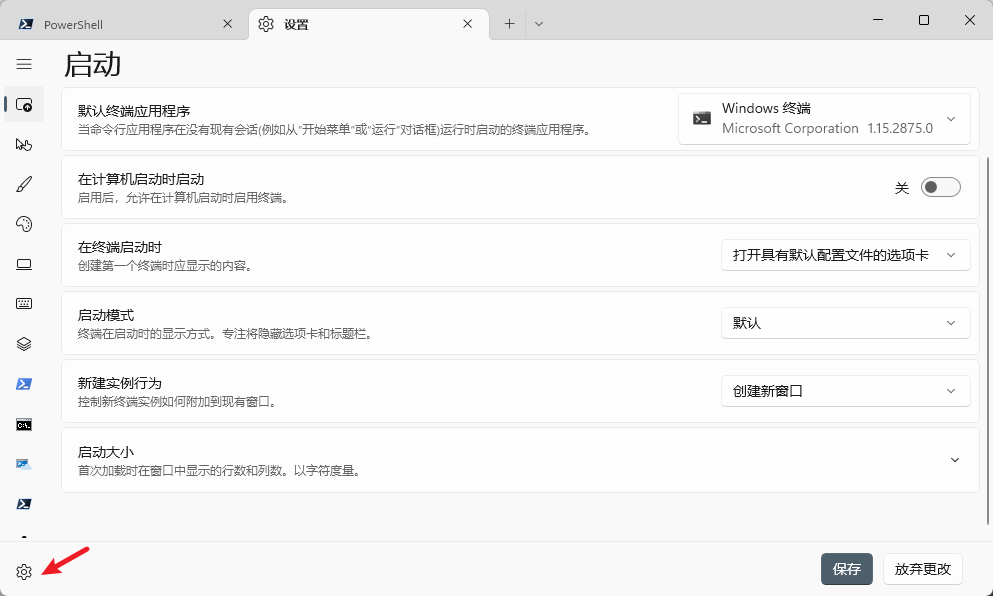 PowerShell
设置
启动
默认终端应用程序
当命令行应用程序在没有现有会话(例如从"开始菜单"或"运行"对话框)运行时启动的终端应用程序。
Windows 终端
Microsoft Corporation 1.15.2875.0
在计算机启动时启动
启用后，允许在计算机启动时启用终端。
关
在终端启动时
创建第一个终端时应显示的内容。
打开具有默认配置文件的选项卡
启动模式
终端在启动时的显示方式。专注将隐藏选项卡和标题栏。
默认
新建实例行为
控制新终端实例如何附加到现有窗口。
创建新窗口
启动大小
首次加载时在窗口中显示的行数和列数。以字符度量。
保存
放弃更改